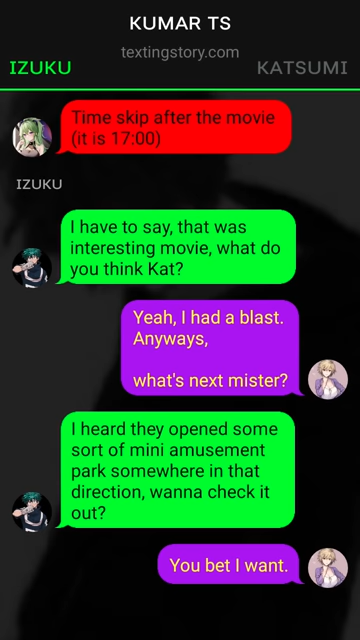 KUMAR TS
textingstory.com
IZUKU
KATSUMI
Time skip after the movie
(it is 17:00)
IZUKU
I have to say, that was
interesting movie, what do
you think Kat?
Yeah, I had a blast.
Anyways,
what's next mister?
I heard they opened some
sort of mini amusement
park somewhere in that
direction, wanna check it
out?
You bet I want.